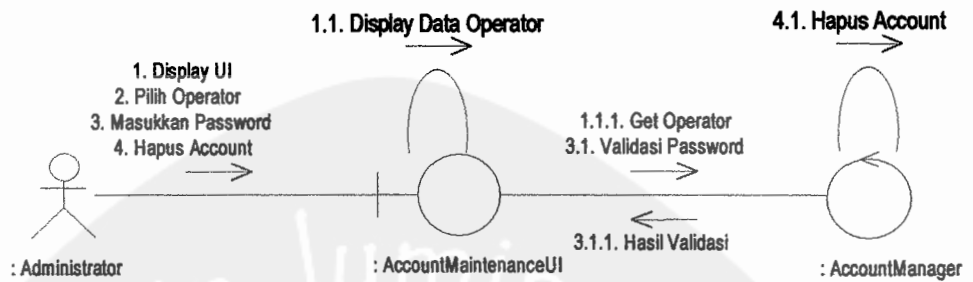 1.1. Display Data Operator
4.1. Hapus Account
1. Display UI
2. Pilih Operator
3. Masukkan Password
4. Hapus Account
1.1.1. Get Operator
3.1. Validasi Password
3.1.1. Hasil Validasi
: Administrator
: AccountMaintenanceUI
: AccountManager